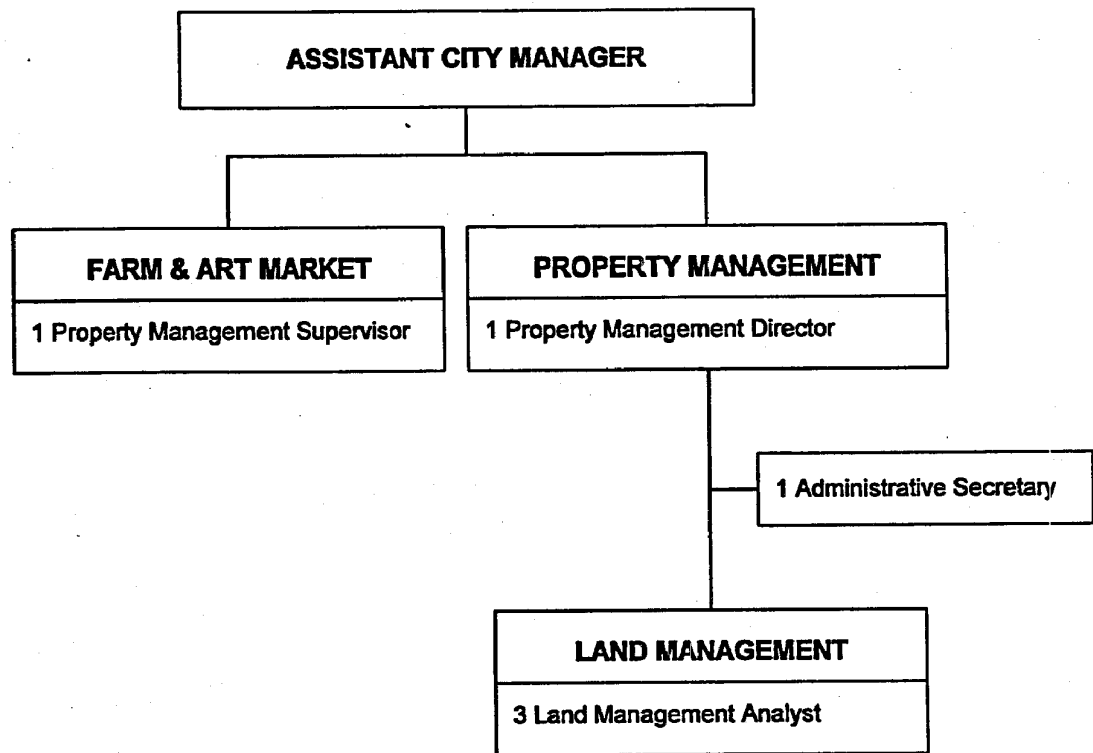 ASSISTANT CITY MANAGER
FARM & ART MARKET
1 Property Management Supervisor
PROPERTY MANAGEMENT
1 Property Management Director
1 Administrative Secretary
LAND MANAGEMENT
3 Land Management Analyst